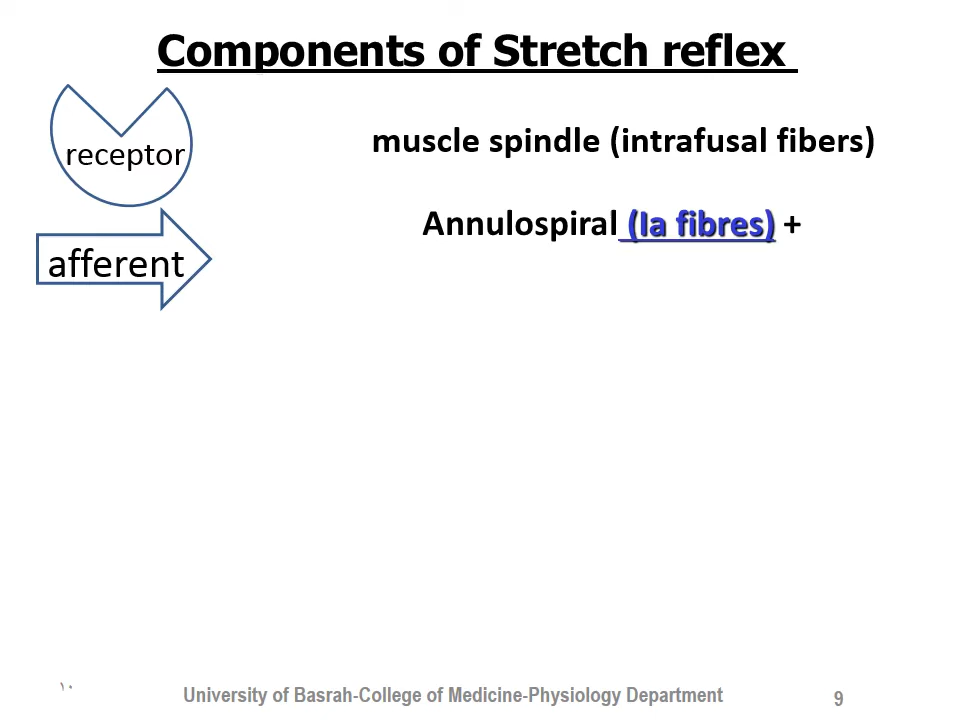 Components of Stretch reflex
receptor
muscle spindle (intrafusal fibers)
Annulospiral (Ia fibres) +
afferent
١٠
University of Basrah-College of Medicine-Physiology Department
9